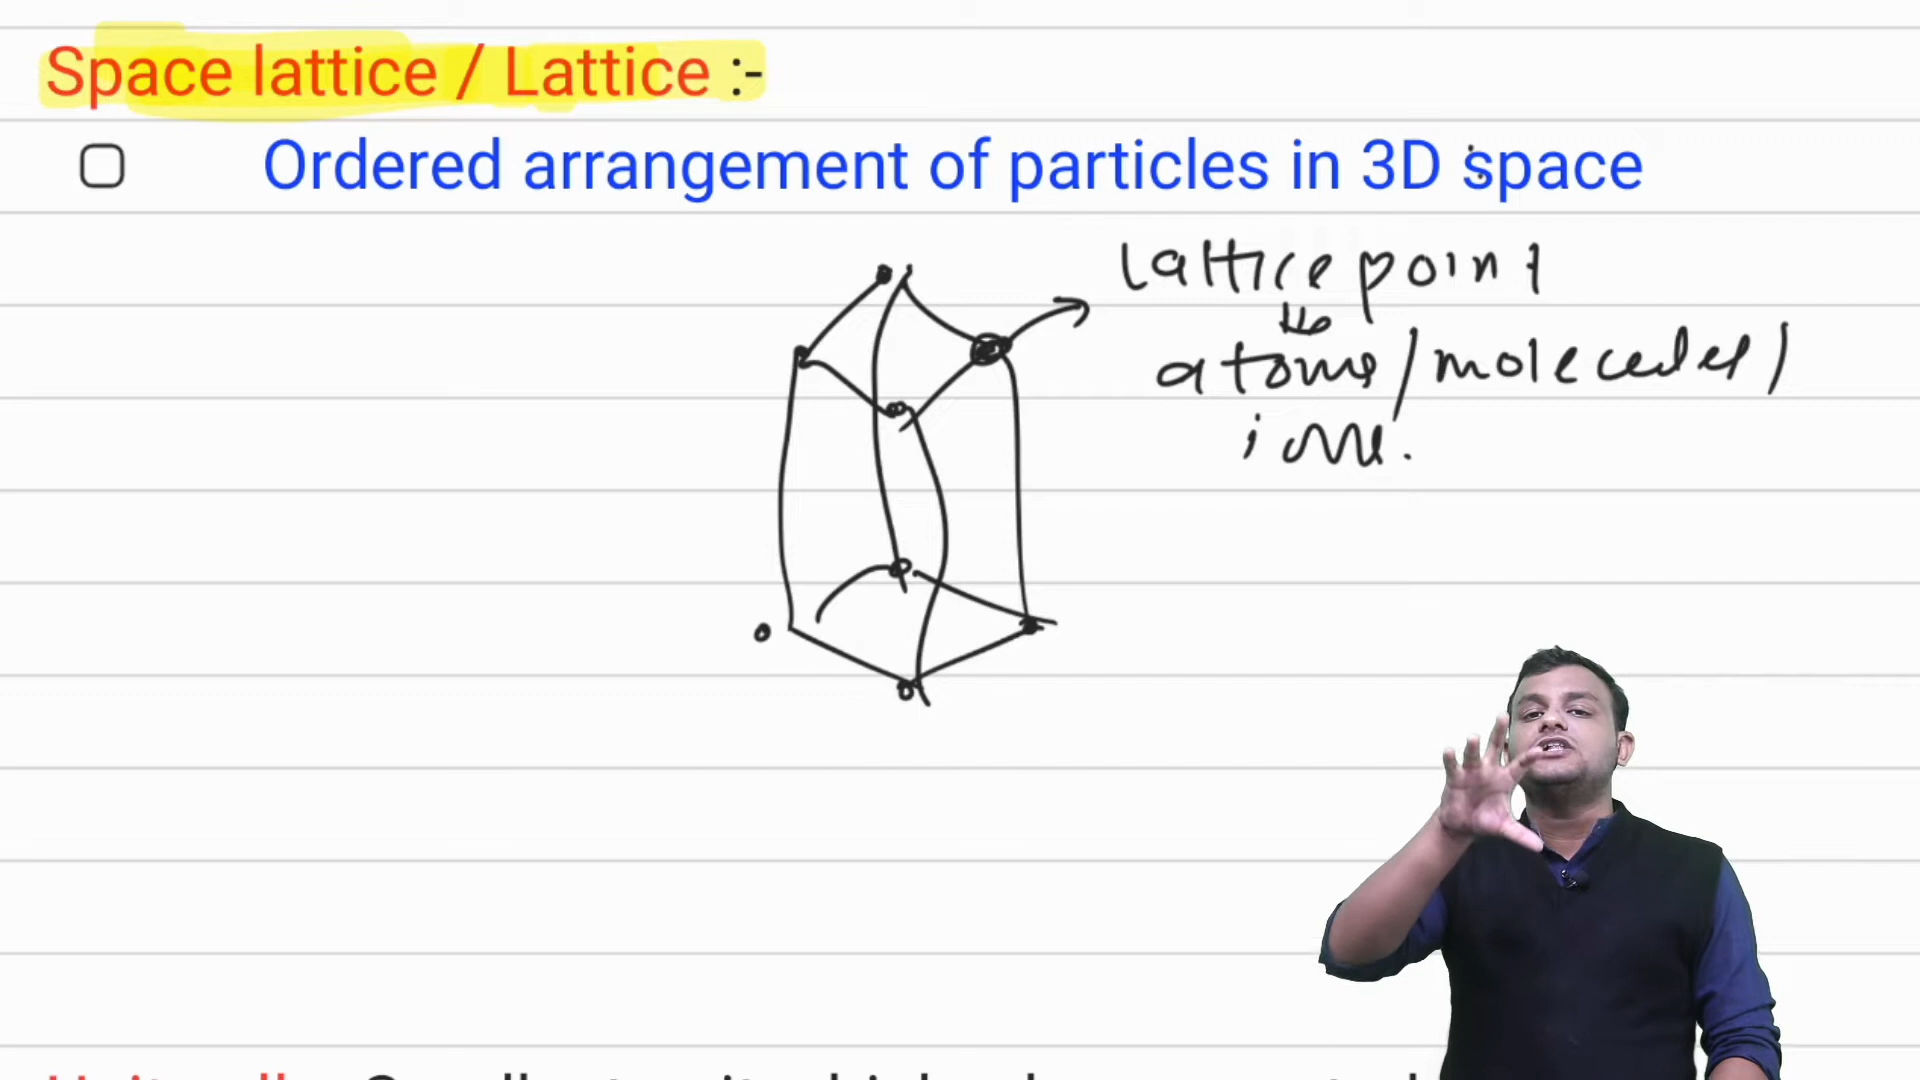 Space lattice / Lattice :-
Ordered arrangement of particles in 3D space
Lattice point
atoms/molecules/
ions.